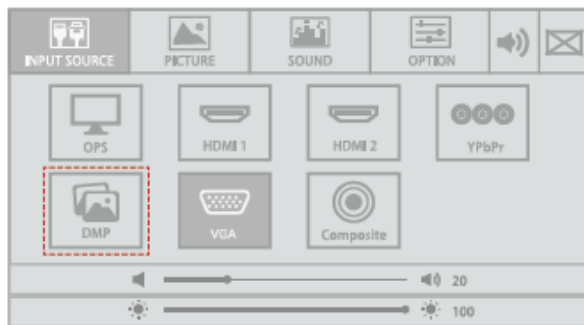 INPUT SOURCE PICTURE SOUND OPTION
OPS HDMI 1 HDMI 2 YPbPr
DMP VGA Composite
20
100